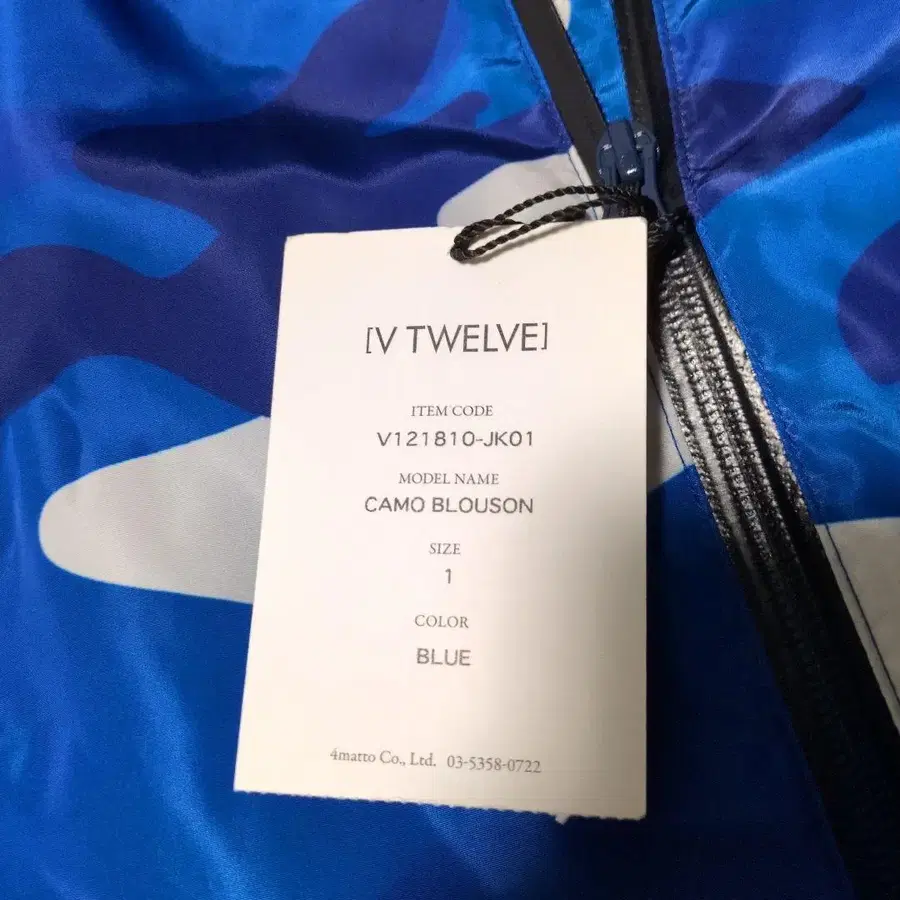 [V TWELVE]
ITEM CODE
V121810-JK01
MODEL NAME
CAMO BLOUSON
SIZE
1
COLOR
BLUE
4matto Co., Ltd. 03-5358-0722